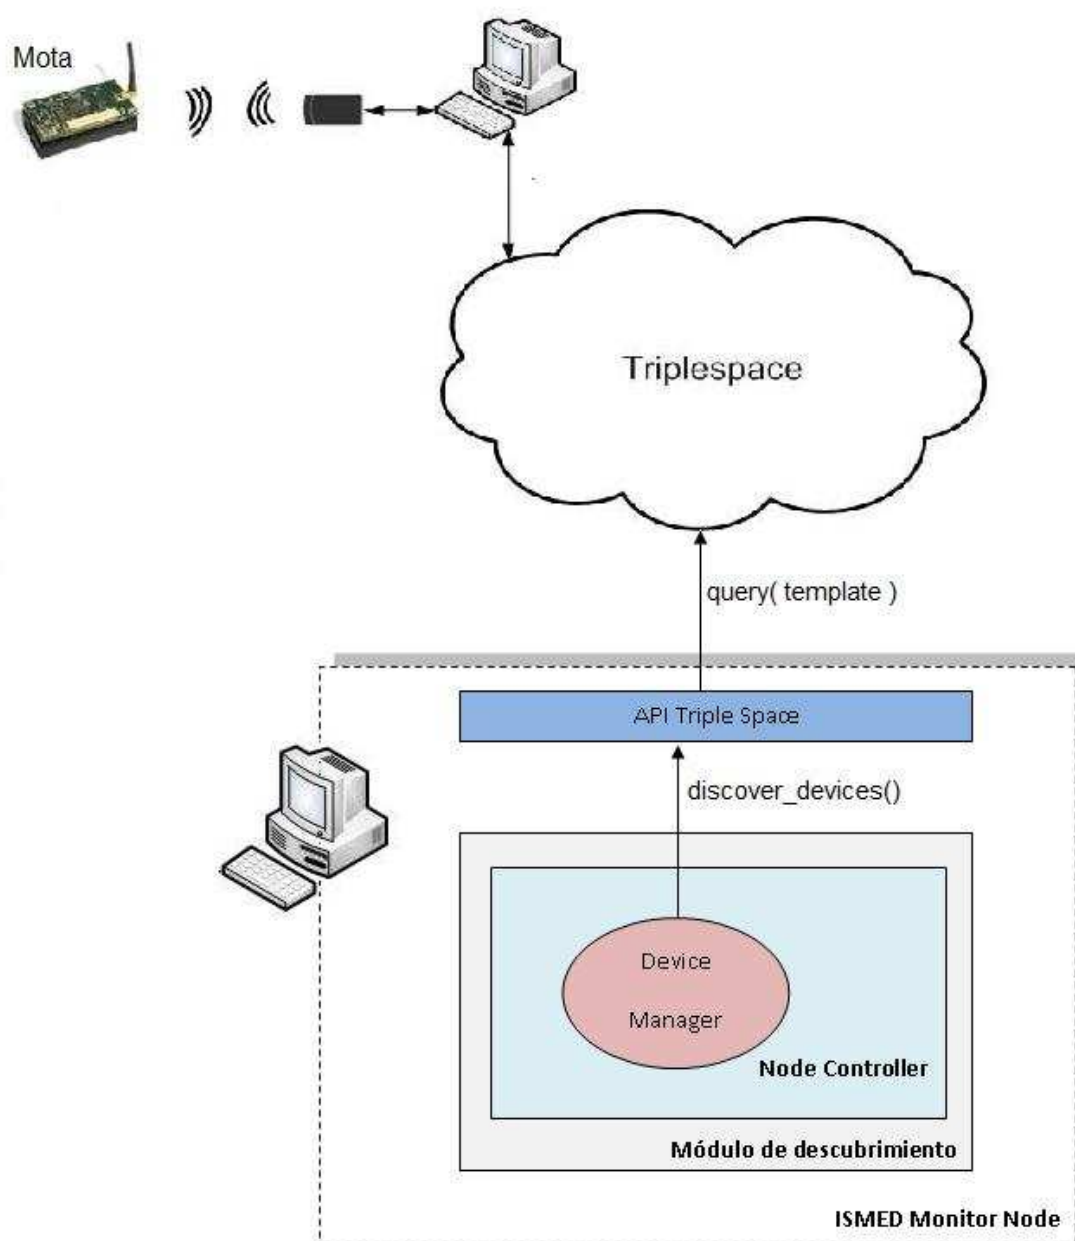 Mota
Triplespace
query( template )
API Triple Space
discover_devices()
Device
Manager
Node Controller
Módulo de descubrimiento
ISMED Monitor Node